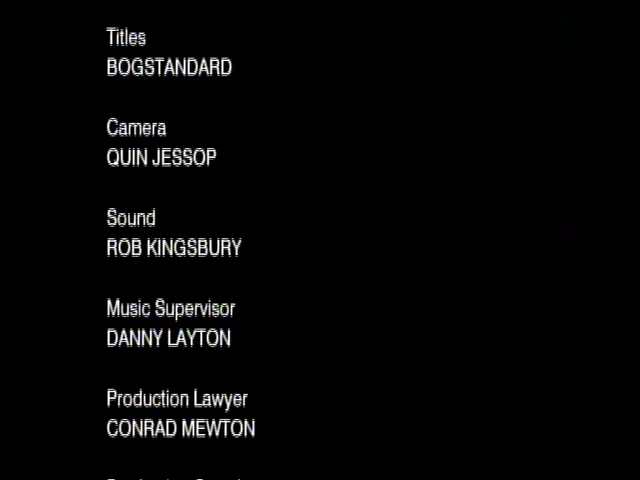 Titles
BOGSTANDARD
Camera
QUIN JESSOP
Sound
ROB KINGSBURY
Music Supervisor
DANNY LAYTON
Production Lawyer
CONRAD MEWTON